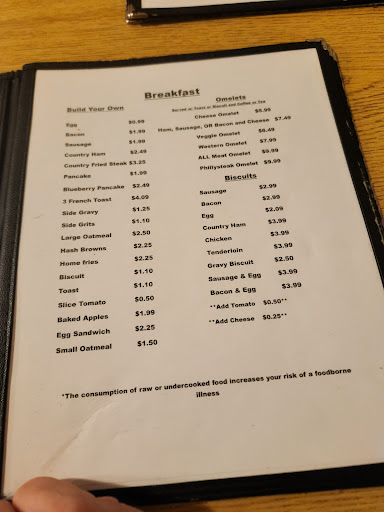 Breakfast
Build Your Own
Egg $0.99
Bacon $1.99
Sausage $1.99
Country Ham $2.49
Country Fried Steak $3.25
Pancake $1.99
Blueberry Pancake $2.49
3 French Toast $4.09
Side Gravy $1.25
Side Grits $1.10
Large Oatmeal $2.50
Hash Browns $2.25
Home fries $2.25
Biscuit $1.10
Toast $1.10
Slice Tomato $0.50
Baked Apples $1.99
Egg Sandwich $2.25
Small Oatmeal $1.50
Omelets
Served w/ Toast or Biscuit and Coffee or Tea
Cheese Omelet $5.95
Ham, Sausage, OR Bacon and Cheese $7.49
Veggie Omelet $6.49
Western Omelet $7.99
ALL Meat Omelet $9.99
Phillysteak Omelet $9.99
Biscuits
Sausage $2.99
Bacon $2.99
Egg $2.09
Country Ham $3.99
Chicken $3.99
Tenderloin $3.99
Gravy Biscuit $2.50
Sausage & Egg $3.99
Bacon & Egg $3.99
**Add Tomato $0.50**
**Add Cheese $0.25**
*The consumption of raw or undercooked food increases your risk of a foodborne
illness